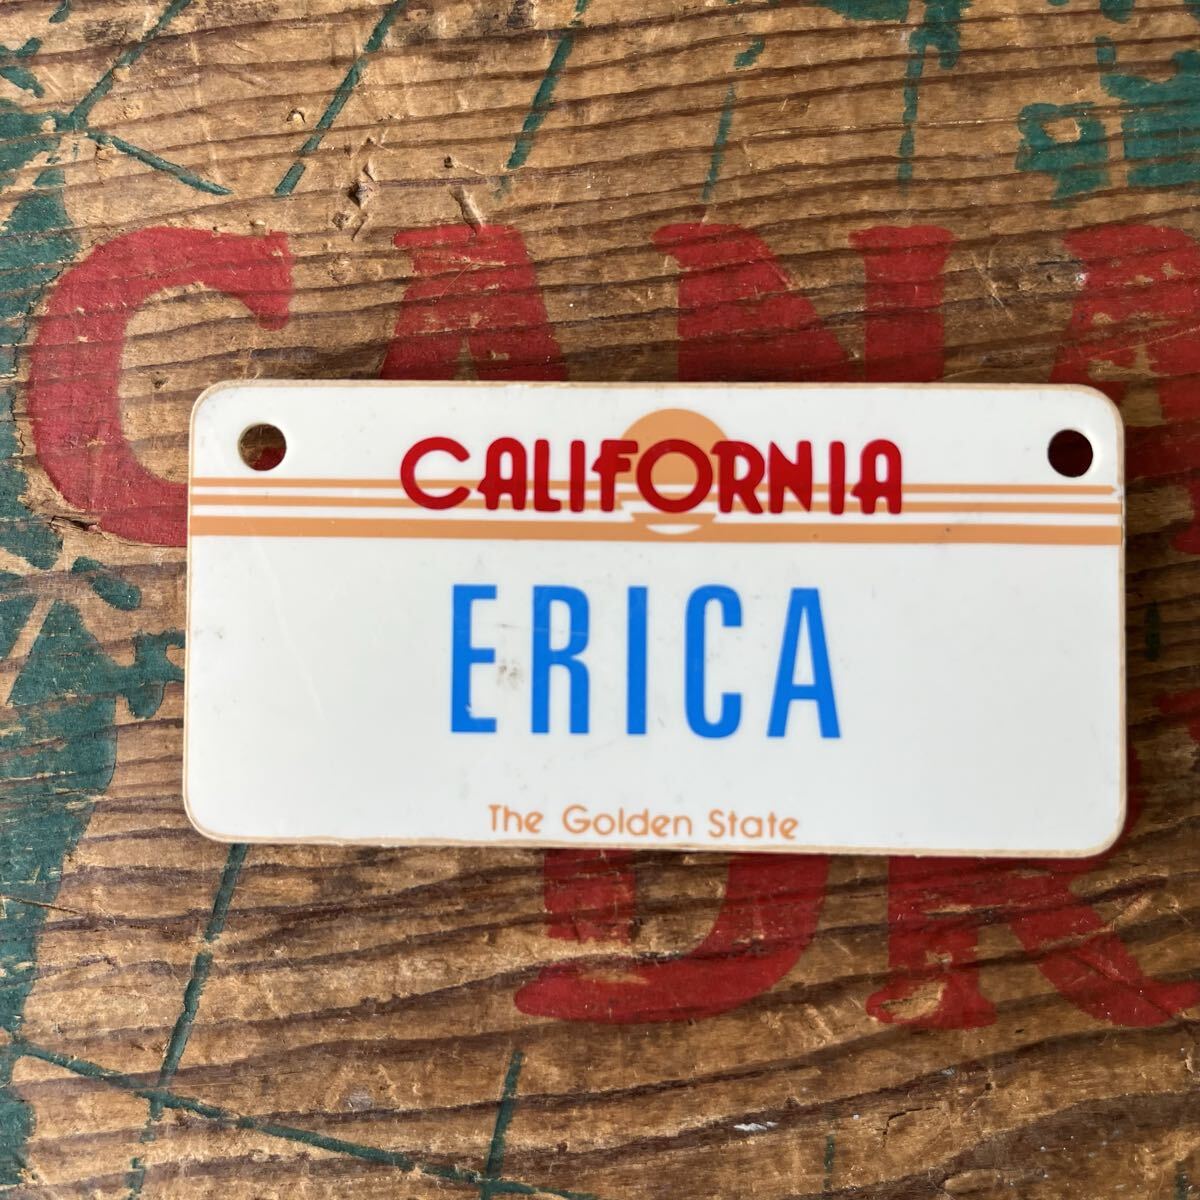 CALIFORNIA
ERICA
The Golden State